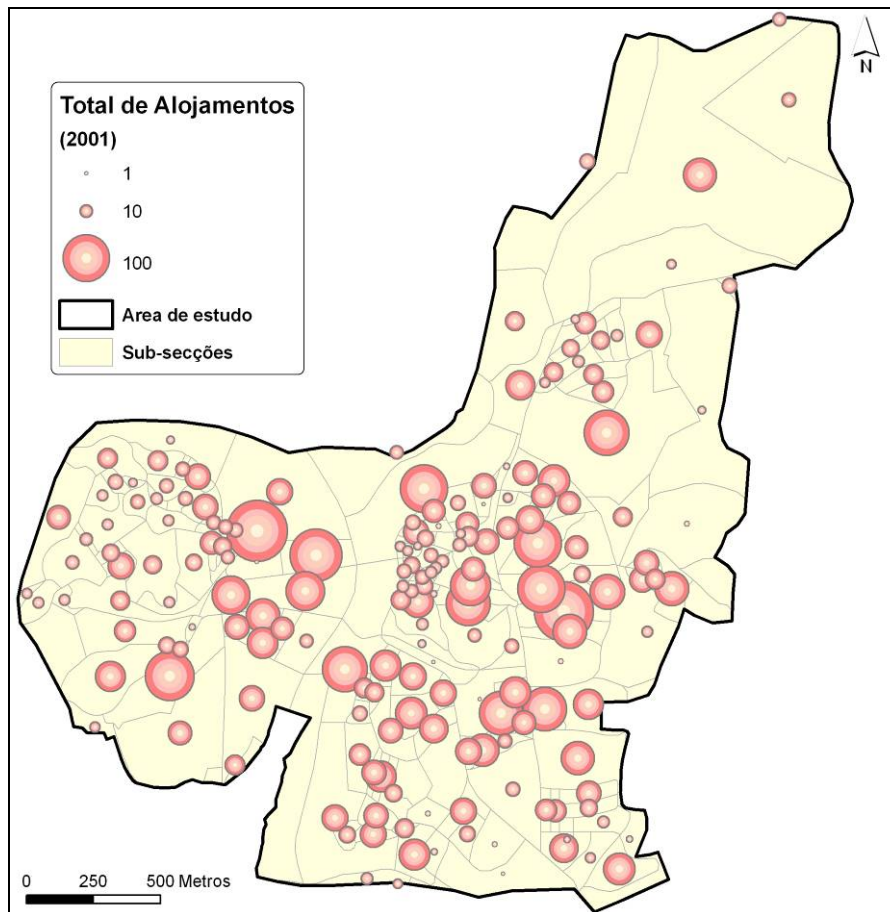 N
Total de Alojamentos
(2001)
1
10
100
Area de estudo
Sub-secções
0 250 500 Metros